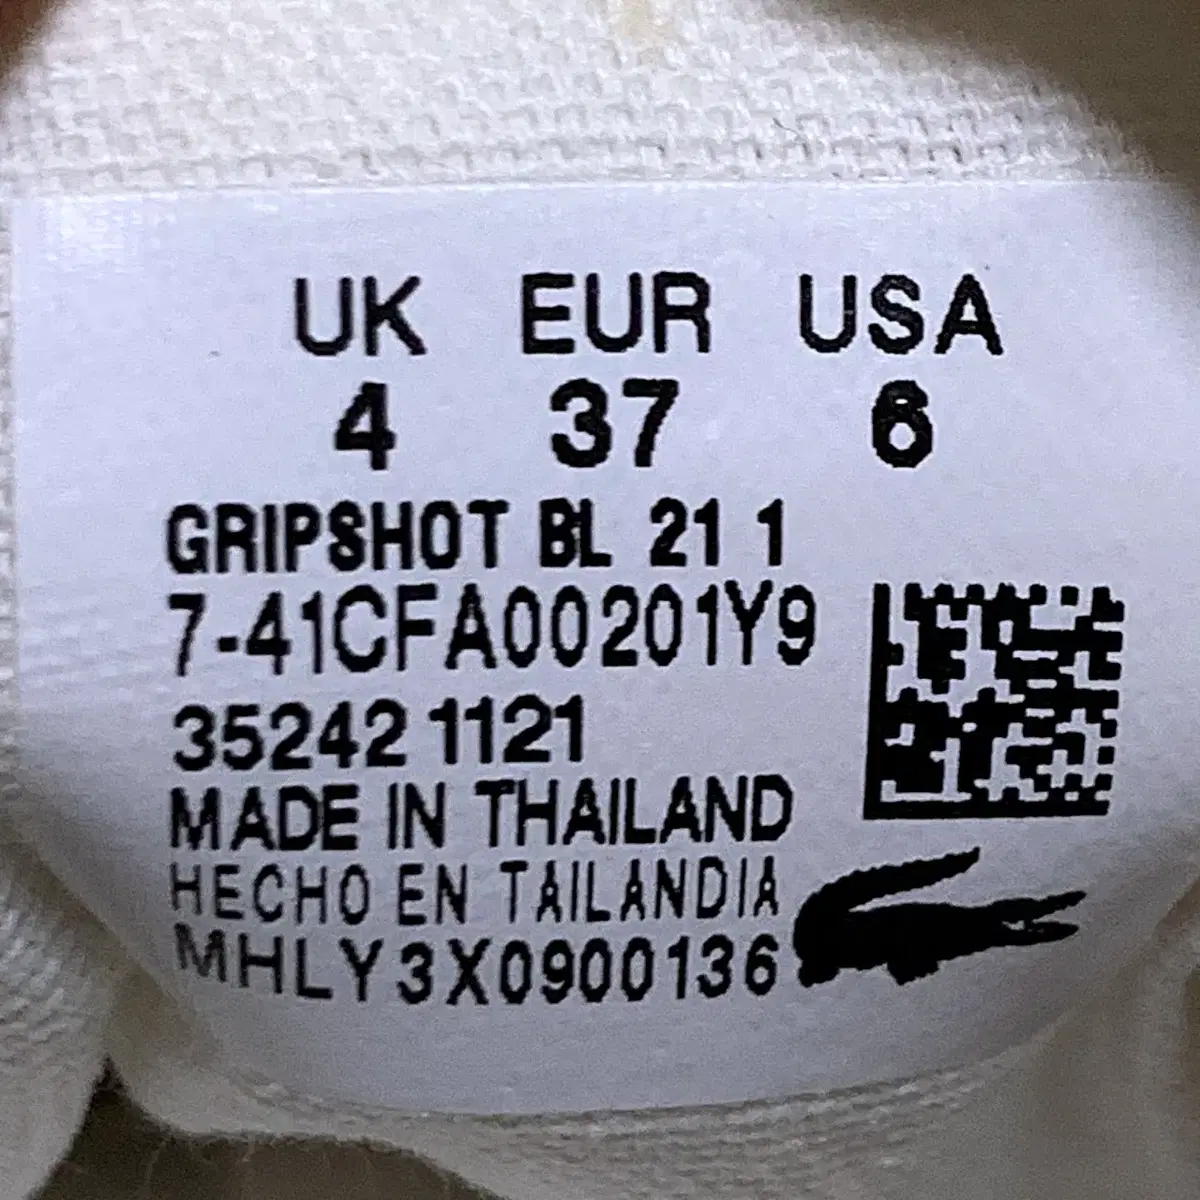 UK EUR USA
4 37 6
GRIPSHOT BL 21 1
7-41CFA00201Y9
35242 1121
MADE IN THAILAND
HECHO EN TAILANDIA
MHLY3X0900136